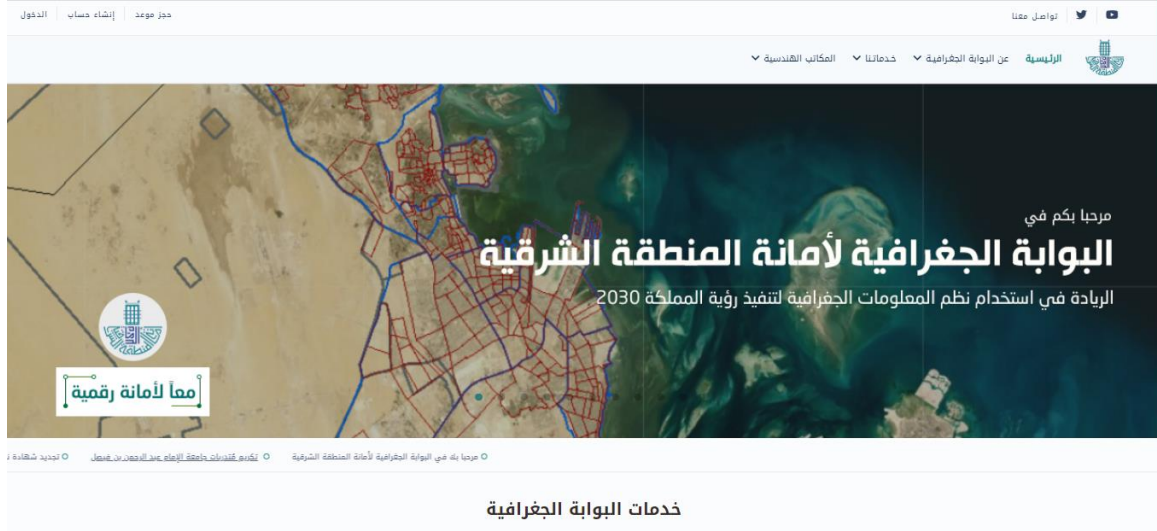 تواصل معنا
حجز موعد
إنشاء حساب
الدخول
الرئيسية
عن البوابة الجغرافية
خدماتنا
المكاتب الهندسية
مرحبا بكم في
البوابة الجغرافية لأمانة المنطقة الشرقية
الريادة في استخدام نظم المعلومات الجغرافية لتنفيذ رؤية المملكة 2030
معاً لأمانة رقمية
مرحبا بك في البوابة الجغرافية لأمانة المنطقة الشرقية
تكريم متدربات جامعة الإمام عبد الرحمن بن فيصل
تجديد شهادة
خدمات البوابة الجغرافية